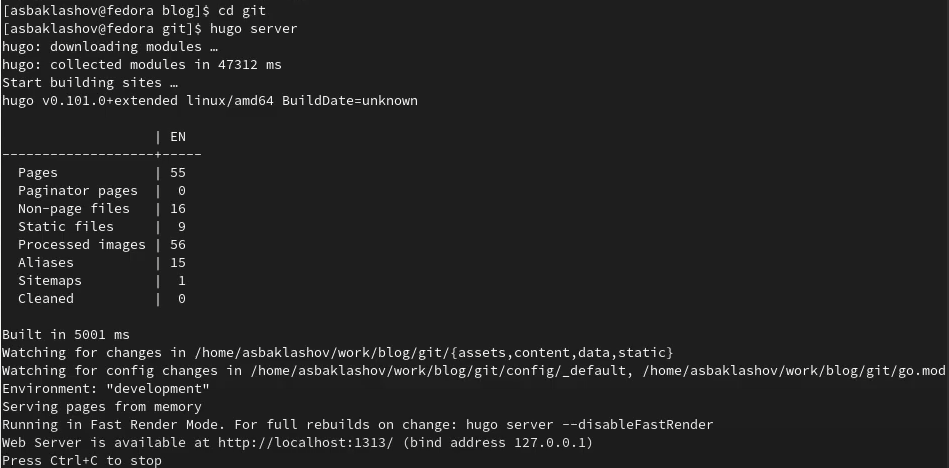 [asbaklashov@fedora blog]$ cd git
[asbaklashov@fedora git]$ hugo server
hugo: downloading modules …
hugo: collected modules in 47312 ms
Start building sites …
hugo v0.101.0+extended linux/amd64 BuildDate=unknown
                   | EN
-------------------+-----
  Pages            | 55
  Paginator pages  |  0
  Non-page files   | 16
  Static files     |  9
  Processed images | 56
  Aliases          | 15
  Sitemaps         |  1
  Cleaned          |  0
Built in 5001 ms
Watching for changes in /home/asbaklashov/work/blog/git/{assets,content,data,static}
Watching for config changes in /home/asbaklashov/work/blog/git/config/_default, /home/asbaklashov/work/blog/git/go.mod
Environment: "development"
Serving pages from memory
Running in Fast Render Mode. For full rebuilds on change: hugo server --disableFastRender
Web Server is available at http://localhost:1313/ (bind address 127.0.0.1)
Press Ctrl+C to stop